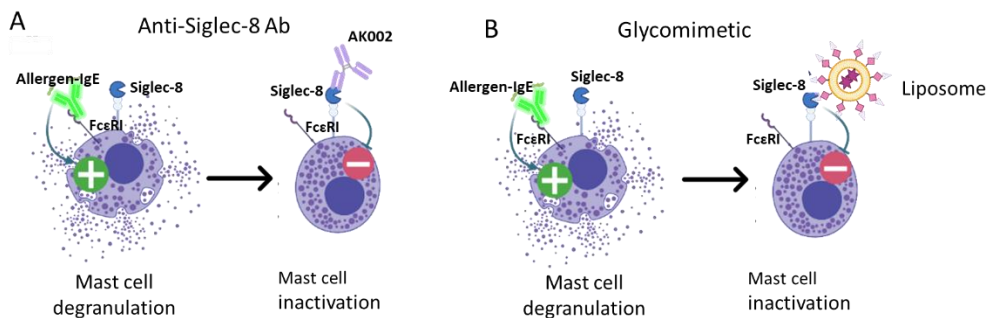 A
Anti-Siglec-8 Ab
AK002
Allergen-IgE
Siglec-8
Siglec-8
FcεRI
FcεRI
Mast cell
degranulation
Mast cell
inactivation
B
Glycomimetic
Allergen-IgE
Siglec-8
Siglec-8
Liposome
FcεRI
FcεRI
Mast cell
degranulation
Mast cell
inactivation